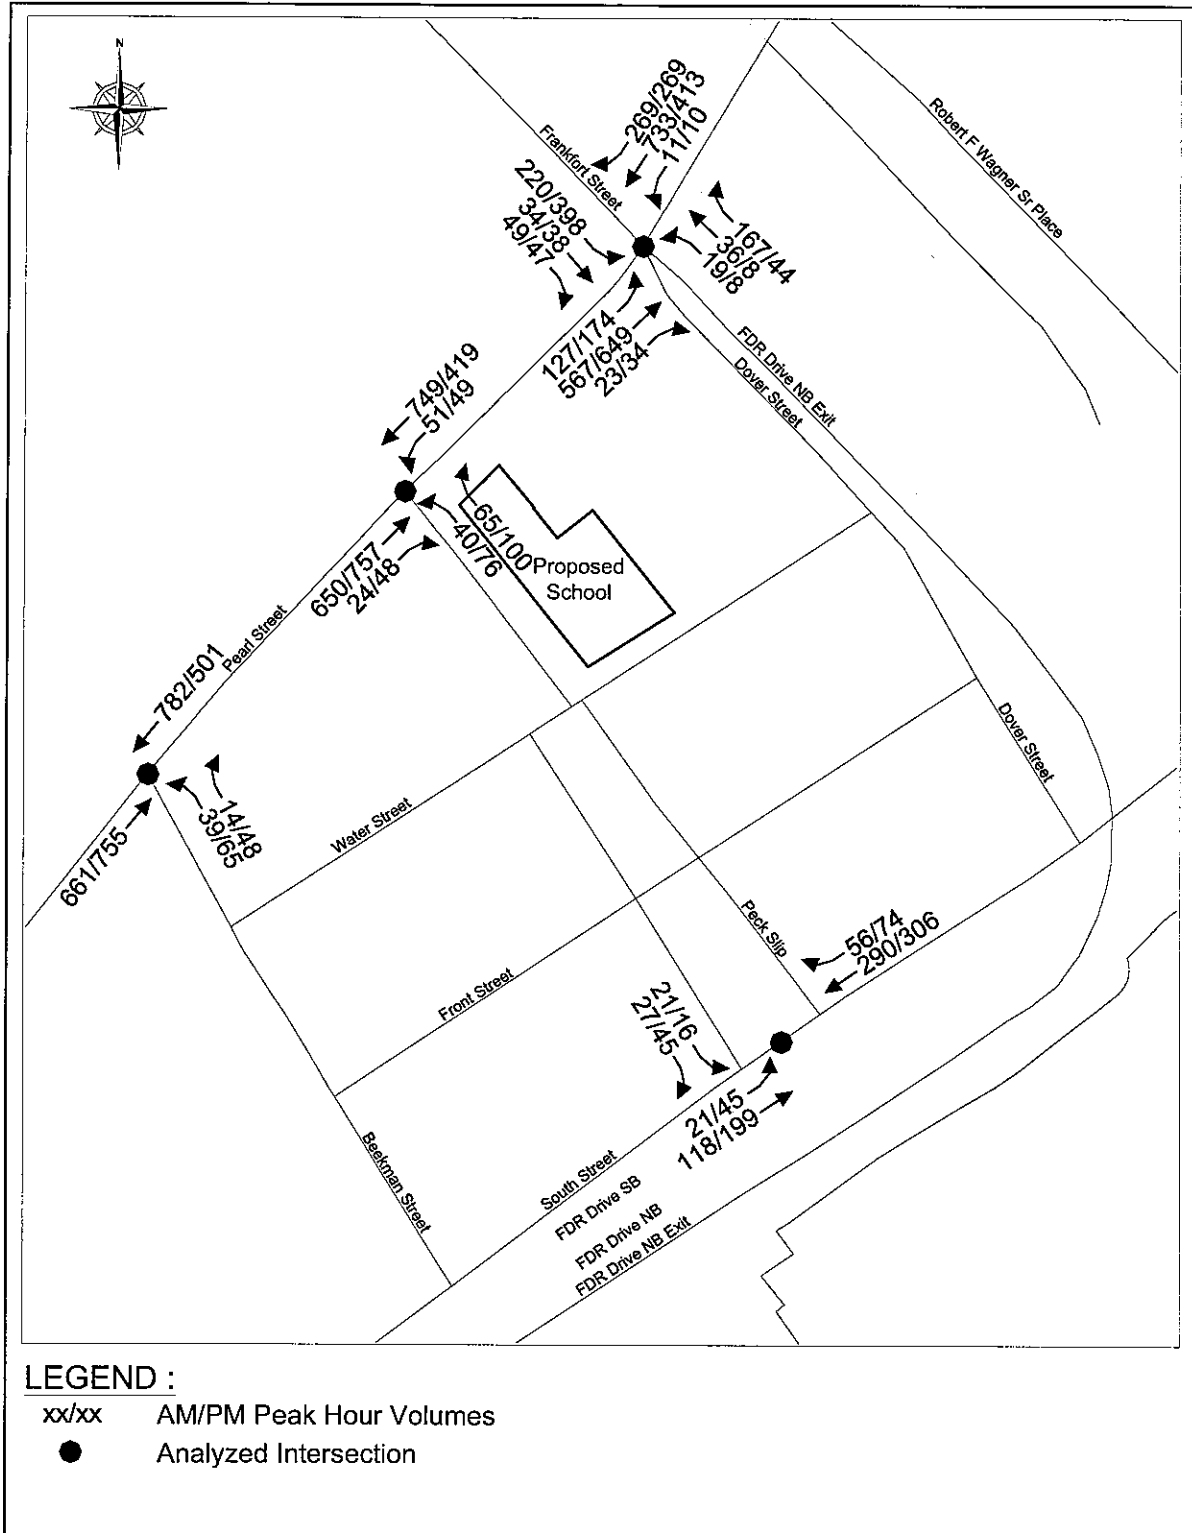 N
Robert F Wagner Sr Place
Frankfort Street
269/269
733/413
11/10
220/398
34/38
49/47
167/44
36/8
19/8
127/174
567/649
23/34
FDR Drive NB Exit
Dover Street
749/419
51/49
65/100
40/76
650/757
24/48
Proposed
School
Pearl Street
782/501
14/48
39/65
661/755
Water Street
Dover Street
Peck Slip
56/74
290/306
Front Street
21/16
27/45
21/45
118/199
Beekman Street
South Street
FDR Drive SB
FDR Drive NB
FDR Drive NB Exit
LEGEND :
xx/xx AM/PM Peak Hour Volumes
Analyzed Intersection